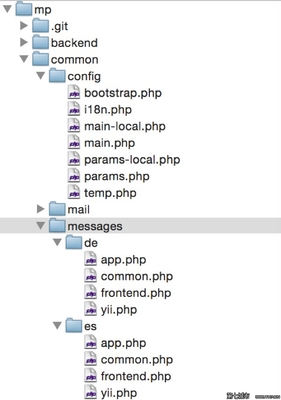 mp
.git
backend
common
config
bootstrap.php
i18n.php
main-local.php
main.php
params-local.php
params.php
temp.php
mail
messages
de
app.php
common.php
frontend.php
yii.php
es
app.php
common.php
frontend.php
yii.php